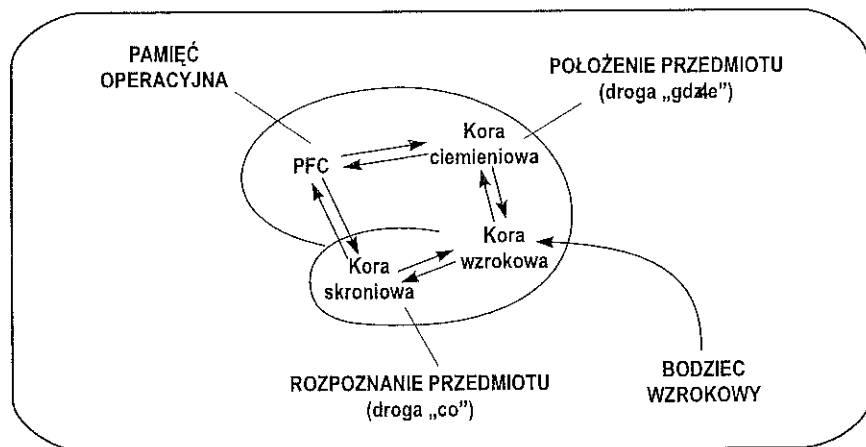 PAMIĘĆ
OPERACYJNA
POŁOŻENIE PRZEDMIOTU
(droga „gdzie”)
Kora
ciemieniowa
PFC
Kora
wzrokowa
Kora
skroniowa
ROZPOZNANIE PRZEDMIOTU
(droga „co”)
BODZIEC
WZROKOWY